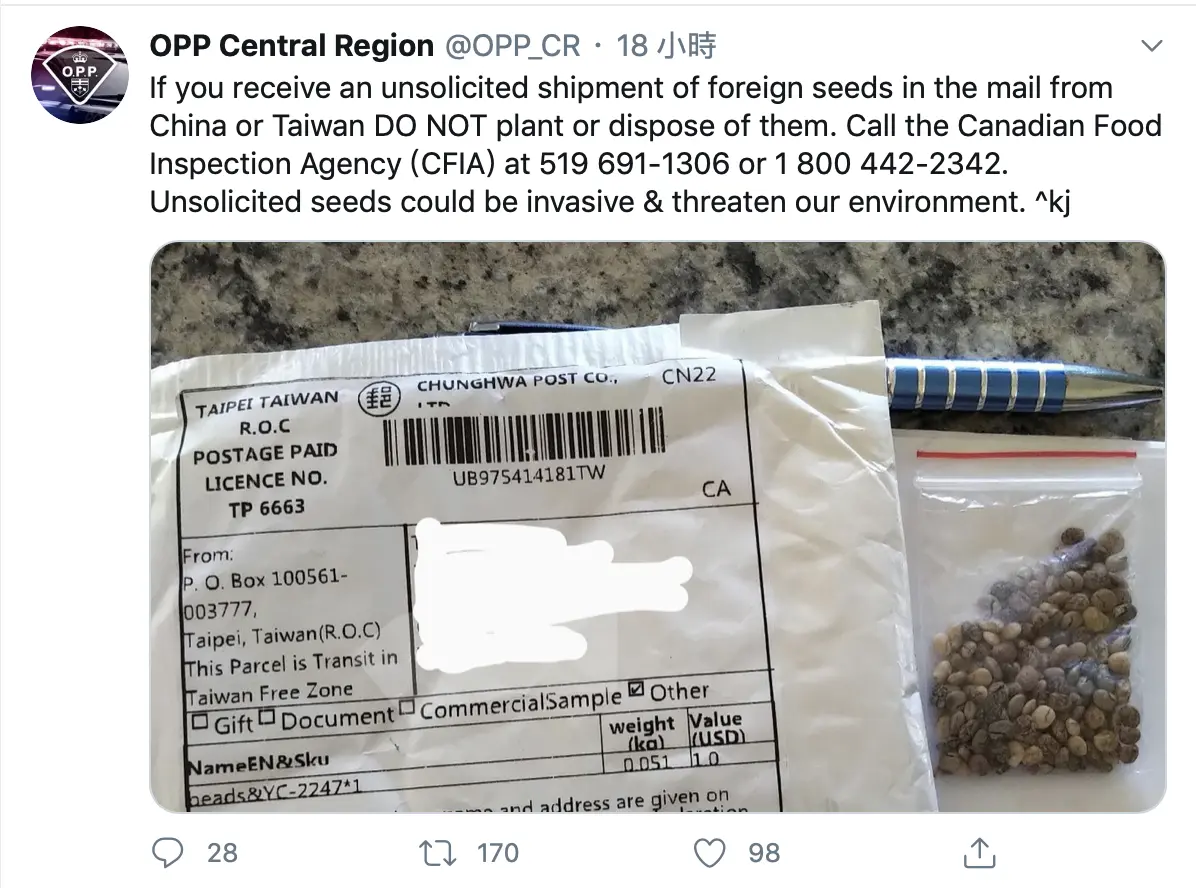 OPP Central Region @OPP_CR · 18 小時
If you receive an unsolicited shipment of foreign seeds in the mail from
China or Taiwan DO NOT plant or dispose of them. Call the Canadian Food
Inspection Agency (CFIA) at 519 691-1306 or 1 800 442-2342.
Unsolicited seeds could be invasive & threaten our environment. ^kj
O.P.P.
TAIPEI TAIWAN
R.O.C
POSTAGE PAID
LICENCE NO.
TP 6663
CHUNGHWA POST CO.,
LTD
CN22
UB975414181TW
CA
From:
P. O. Box 100561-
003777,
Taipei, Taiwan(R.O.C)
This Parcel is Transit in
Taiwan Free Zone
Gift Document CommercialSample Other
NameEN&Sku weight (kg) Value (USD)
beads&YC-2247*1 0.051 1.0
and address are given on
28 170 98